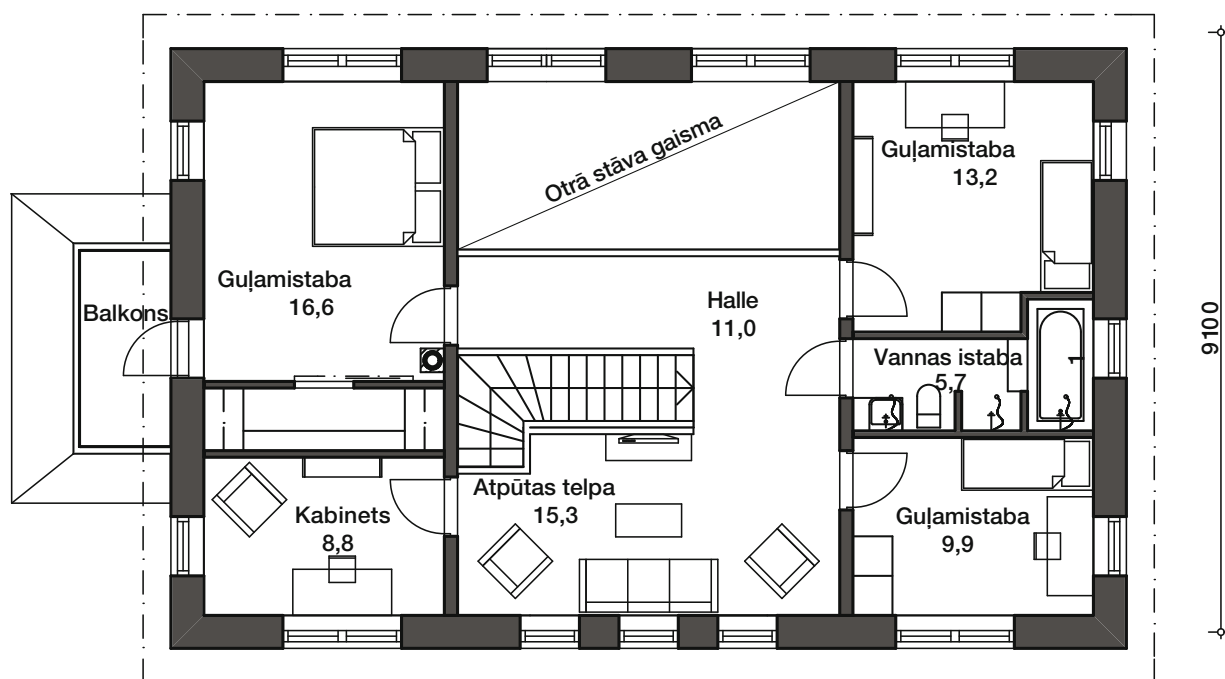 Otrā stāva gaisma
Guļamistaba
13,2
Guļamistaba
16,6
Balkons
Halle
11,0
9100
Vannas istaba
5,7
Atpūtas telpa
15,3
Kabinets
8,8
Guļamistaba
9,9